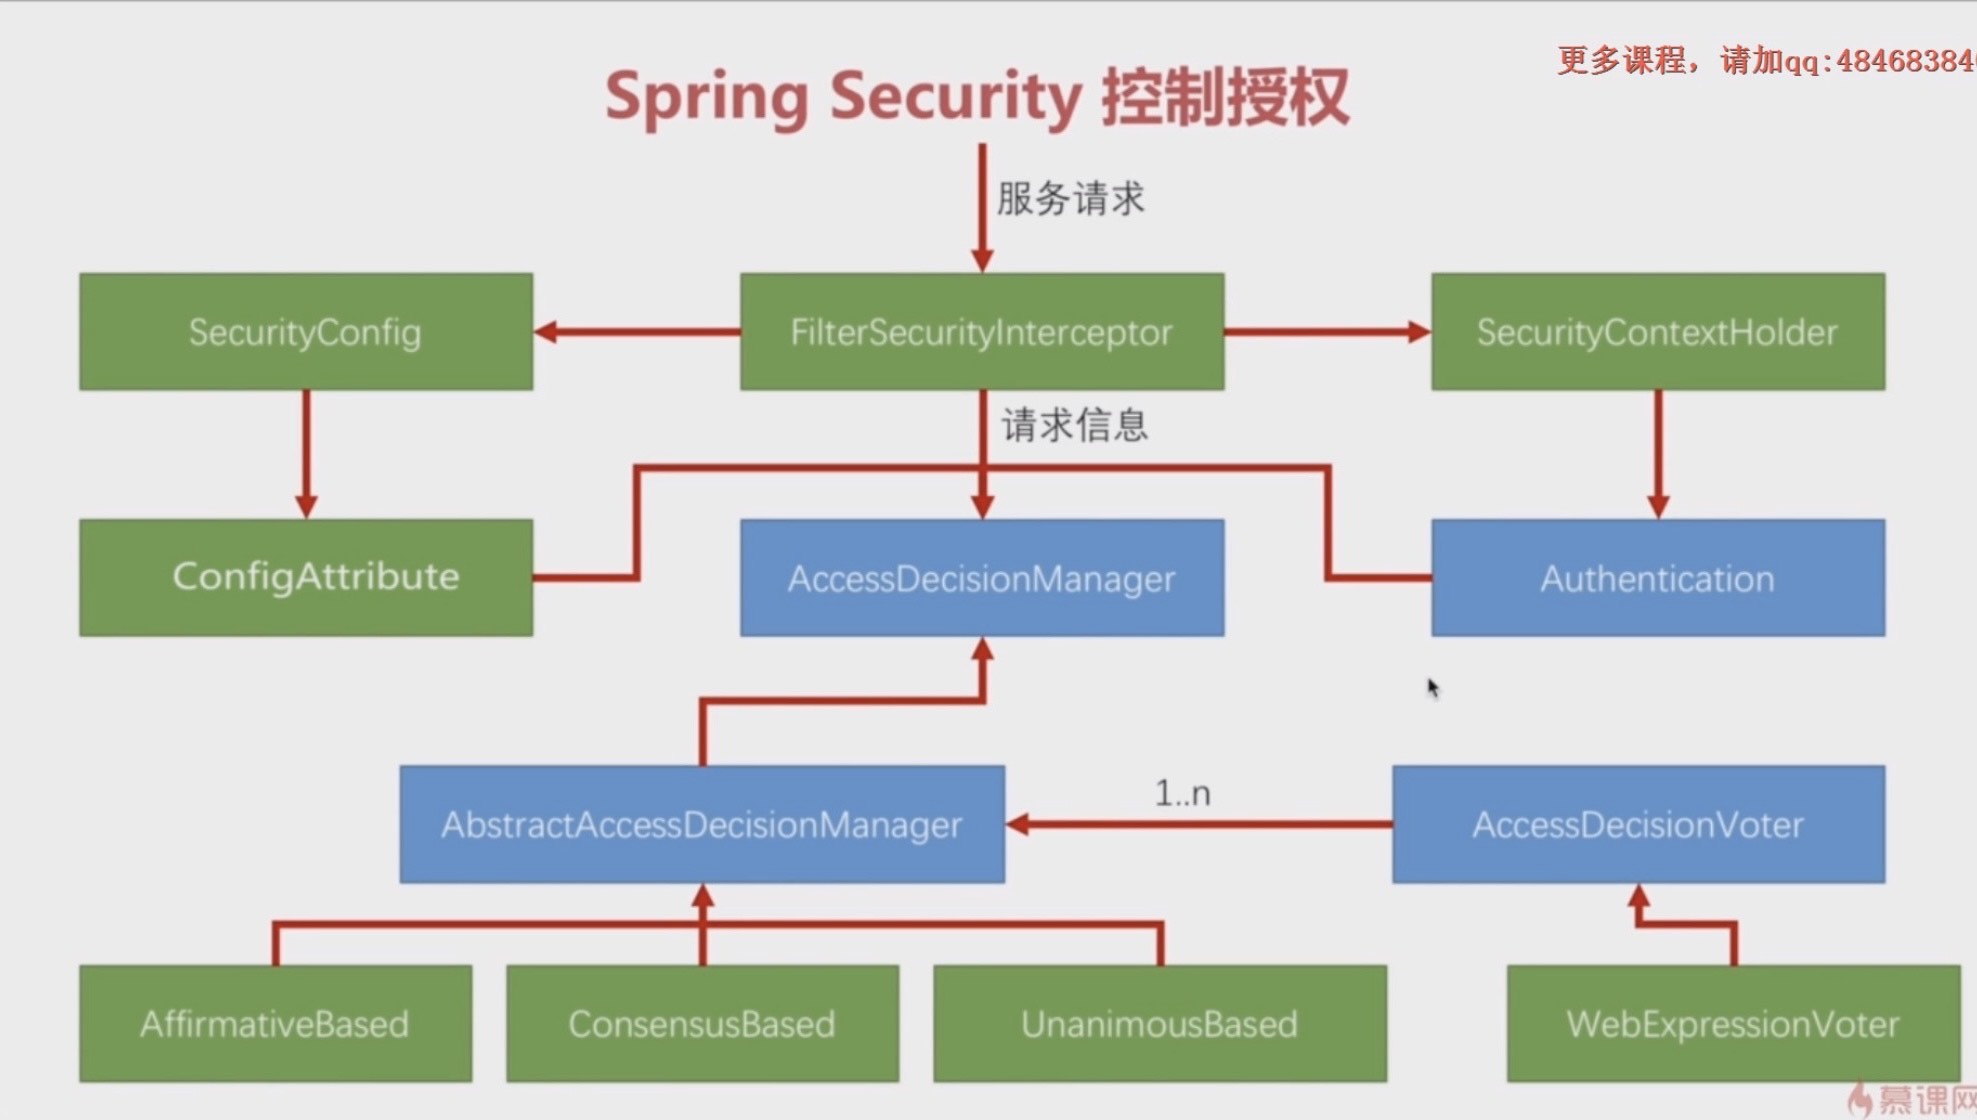 更多课程，请加qq:48468384
Spring Security 控制授权
服务请求
SecurityConfig
FilterSecurityInterceptor
SecurityContextHolder
请求信息
ConfigAttribute
AccessDecisionManager
Authentication
AbstractAccessDecisionManager
1..n
AccessDecisionVoter
AffirmativeBased
ConsensusBased
UnanimousBased
WebExpressionVoter
慕课网